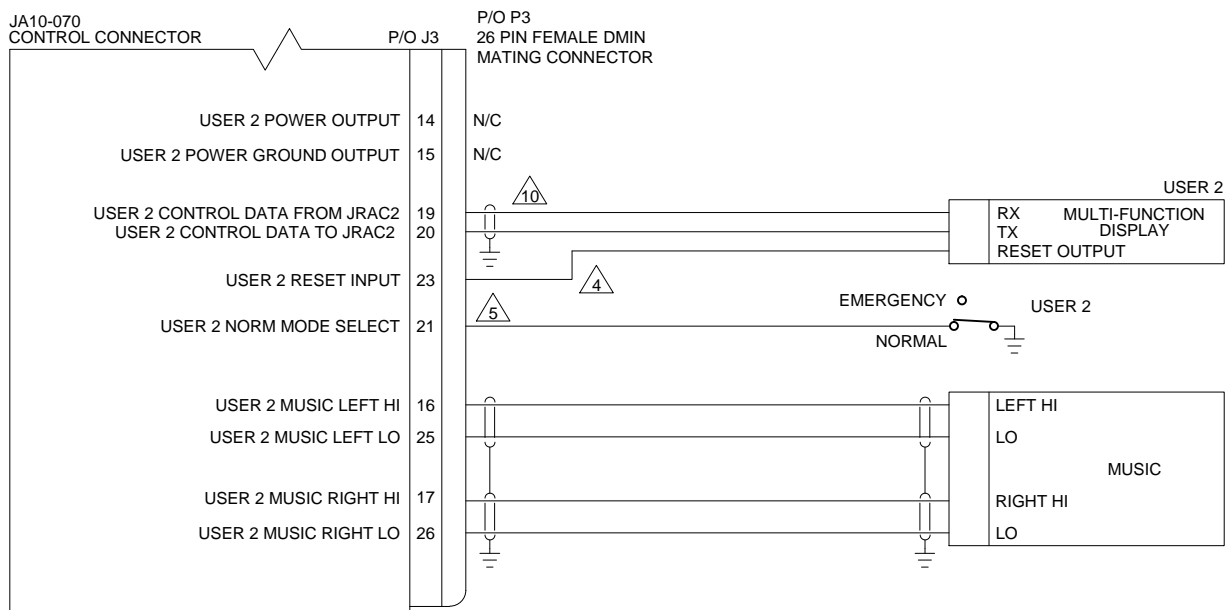 JA10-070
CONTROL CONNECTOR
P/O J3
P/O P3
26 PIN FEMALE DMIN
MATING CONNECTOR
USER 2 POWER OUTPUT 14 N/C
USER 2 POWER GROUND OUTPUT 15 N/C
10
USER 2
USER 2 CONTROL DATA FROM JRAC2 19 RX MULTI-FUNCTION
USER 2 CONTROL DATA TO JRAC2 20 TX DISPLAY
RESET OUTPUT
USER 2 RESET INPUT 23
4
EMERGENCY
USER 2
5
USER 2 NORM MODE SELECT 21
NORMAL
USER 2 MUSIC LEFT HI 16 LEFT HI
USER 2 MUSIC LEFT LO 25 LO
MUSIC
USER 2 MUSIC RIGHT HI 17 RIGHT HI
USER 2 MUSIC RIGHT LO 26 LO